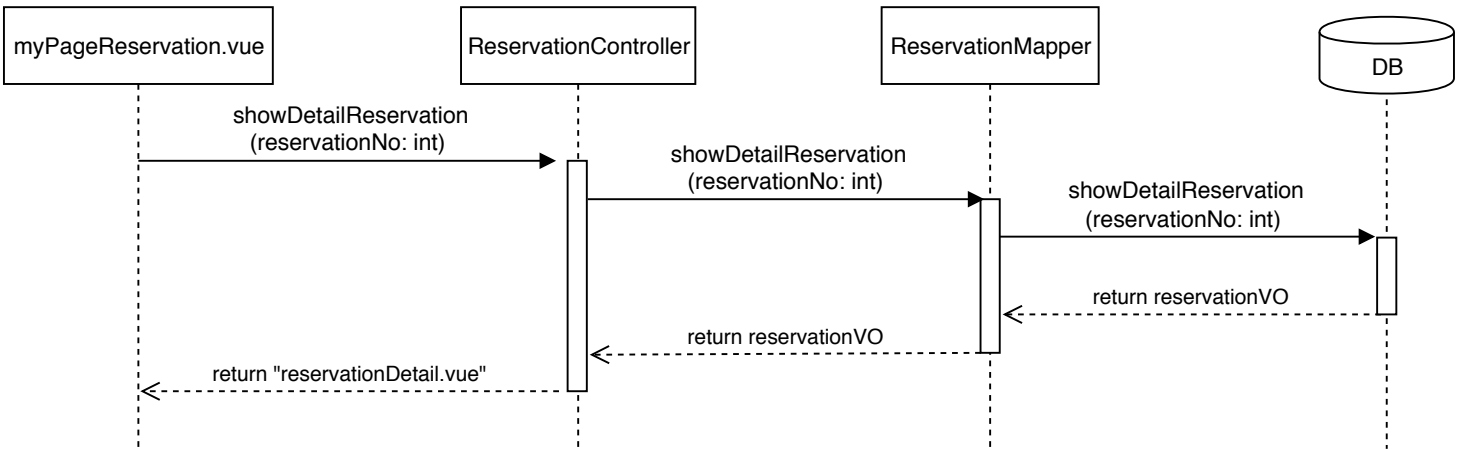 myPageReservation.vue
ReservationController
ReservationMapper
DB
showDetailReservation
(reservationNo: int)
showDetailReservation
(reservationNo: int)
showDetailReservation
(reservationNo: int)
return reservationVO
return reservationVO
return "reservationDetail.vue"